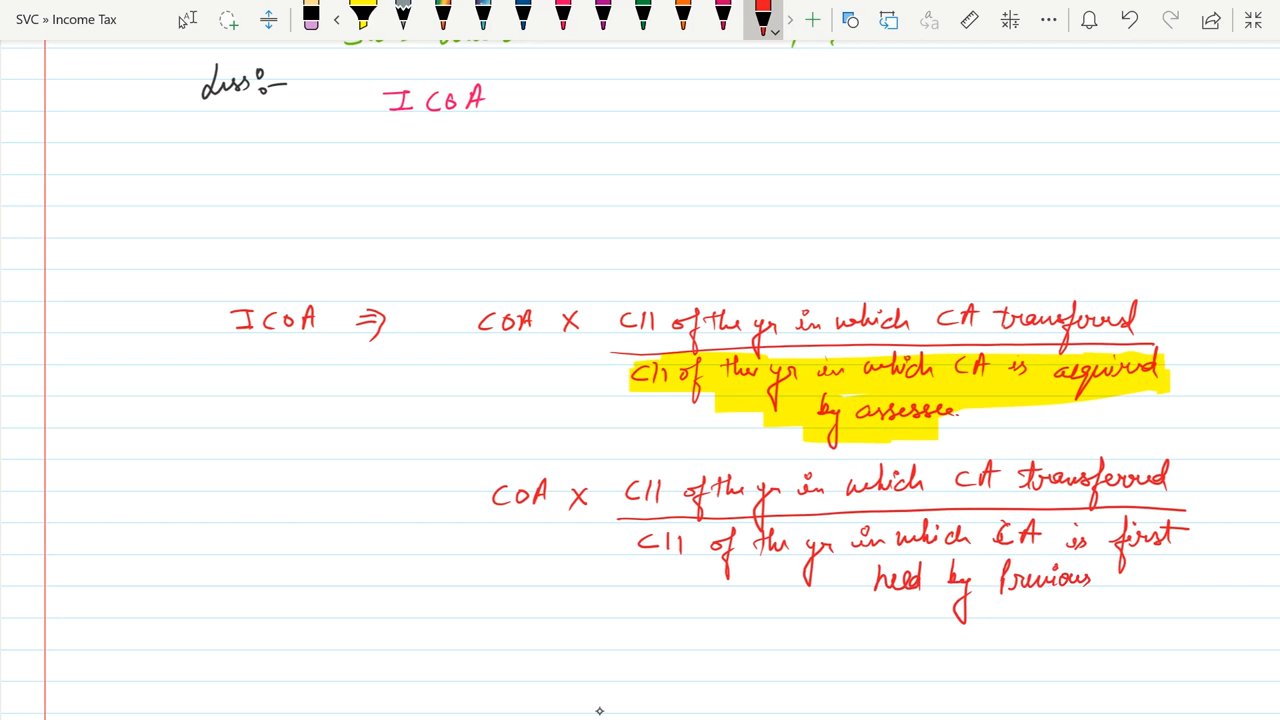 SVC » Income Tax
Less:-
ICOA
ICOA ⇒ COA X CII of the yr in which CA transferred
CII of the yr in which CA is acquired
by assessee.
COA X CII of the yr in which CA transferred
CII of the yr in which CA is first
held by Previous